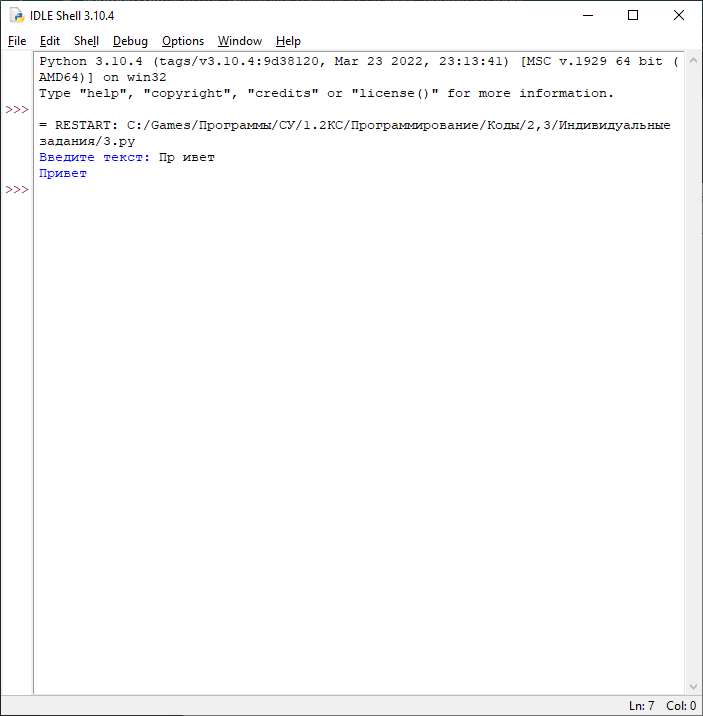 IDLE Shell 3.10.4
File Edit Shell Debug Options Window Help
Python 3.10.4 (tags/v3.10.4:9d38120, Mar 23 2022, 23:13:41) [MSC v.1929 64 bit (
AMD64)] on win32
Type "help", "copyright", "credits" or "license()" for more information.
>>>
= RESTART: C:/Games/Программы/СУ/1.2КС/Программирование/Коды/2,3/Индивидуальные
задания/3.py
Введите текст: Пр ивет
Привет
>>>
Ln: 7 Col: 0